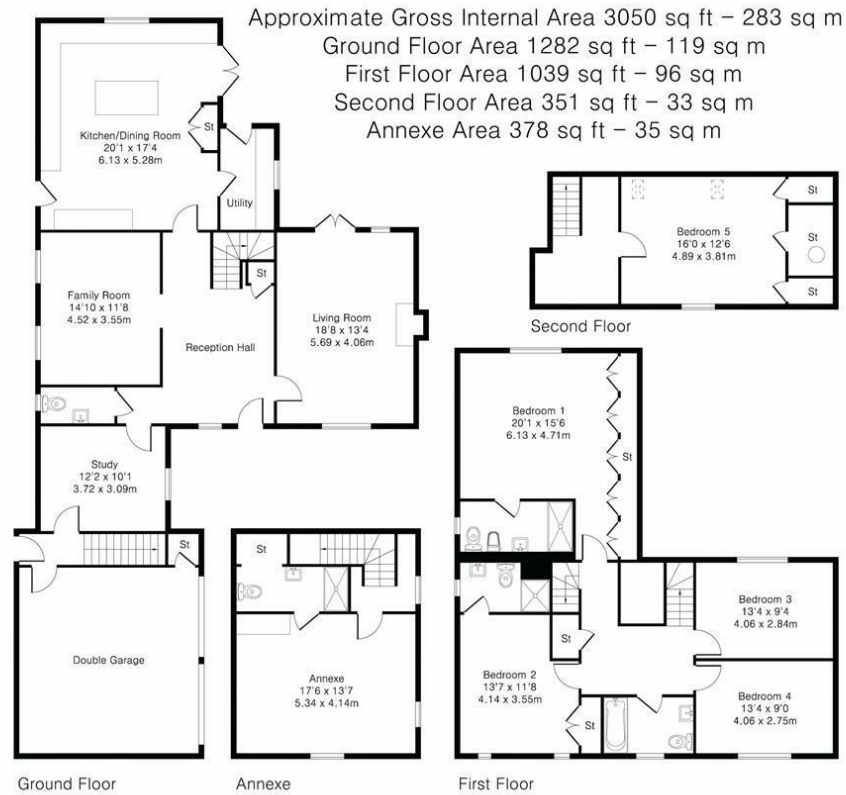 Approximate Gross Internal Area 3050 sq ft – 283 sq m
Ground Floor Area 1282 sq ft – 119 sq m
First Floor Area 1039 sq ft – 96 sq m
Second Floor Area 351 sq ft – 33 sq m
Annexe Area 378 sq ft – 35 sq m
Kitchen/Dining Room
20'1 x 17'4
6.13 x 5.28m
St
Utility
Family Room
14'10 x 11'8
4.52 x 3.55m
St
Reception Hall
Living Room
18'8 x 13'4
5.69 x 4.06m
Study
12'2 x 10'1
3.72 x 3.09m
St
Double Garage
Ground Floor
St
Annexe
17'6 x 13'7
5.34 x 4.14m
Annexe
Bedroom 5
16'0 x 12'6
4.89 x 3.81m
St
St
St
Second Floor
Bedroom 1
20'1 x 15'6
6.13 x 4.71m
St
Bedroom 3
13'4 x 9'4
4.06 x 2.84m
St
Bedroom 2
13'7 x 11'8
4.14 x 3.55m
St
Bedroom 4
13'4 x 9'0
4.06 x 2.75m
First Floor